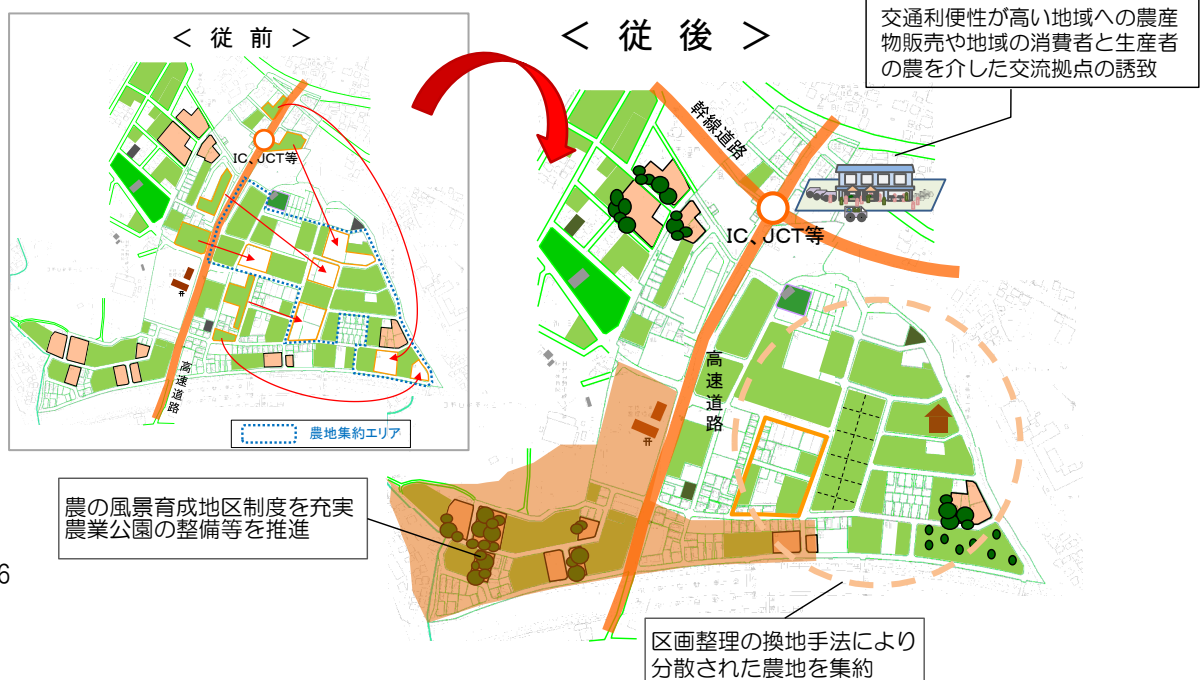 ＜ 従 前 ＞
IC、JCT等
高速道路
農地集約エリア
＜ 従 後 ＞
交通利便性が高い地域への農産
物販売や地域の消費者と生産者
の農を介した交流拠点の誘致
幹線道路
IC、JCT等
高速道路
農の風景育成地区制度を充実
農業公園の整備等を推進
区画整理の換地手法により
分散された農地を集約
6